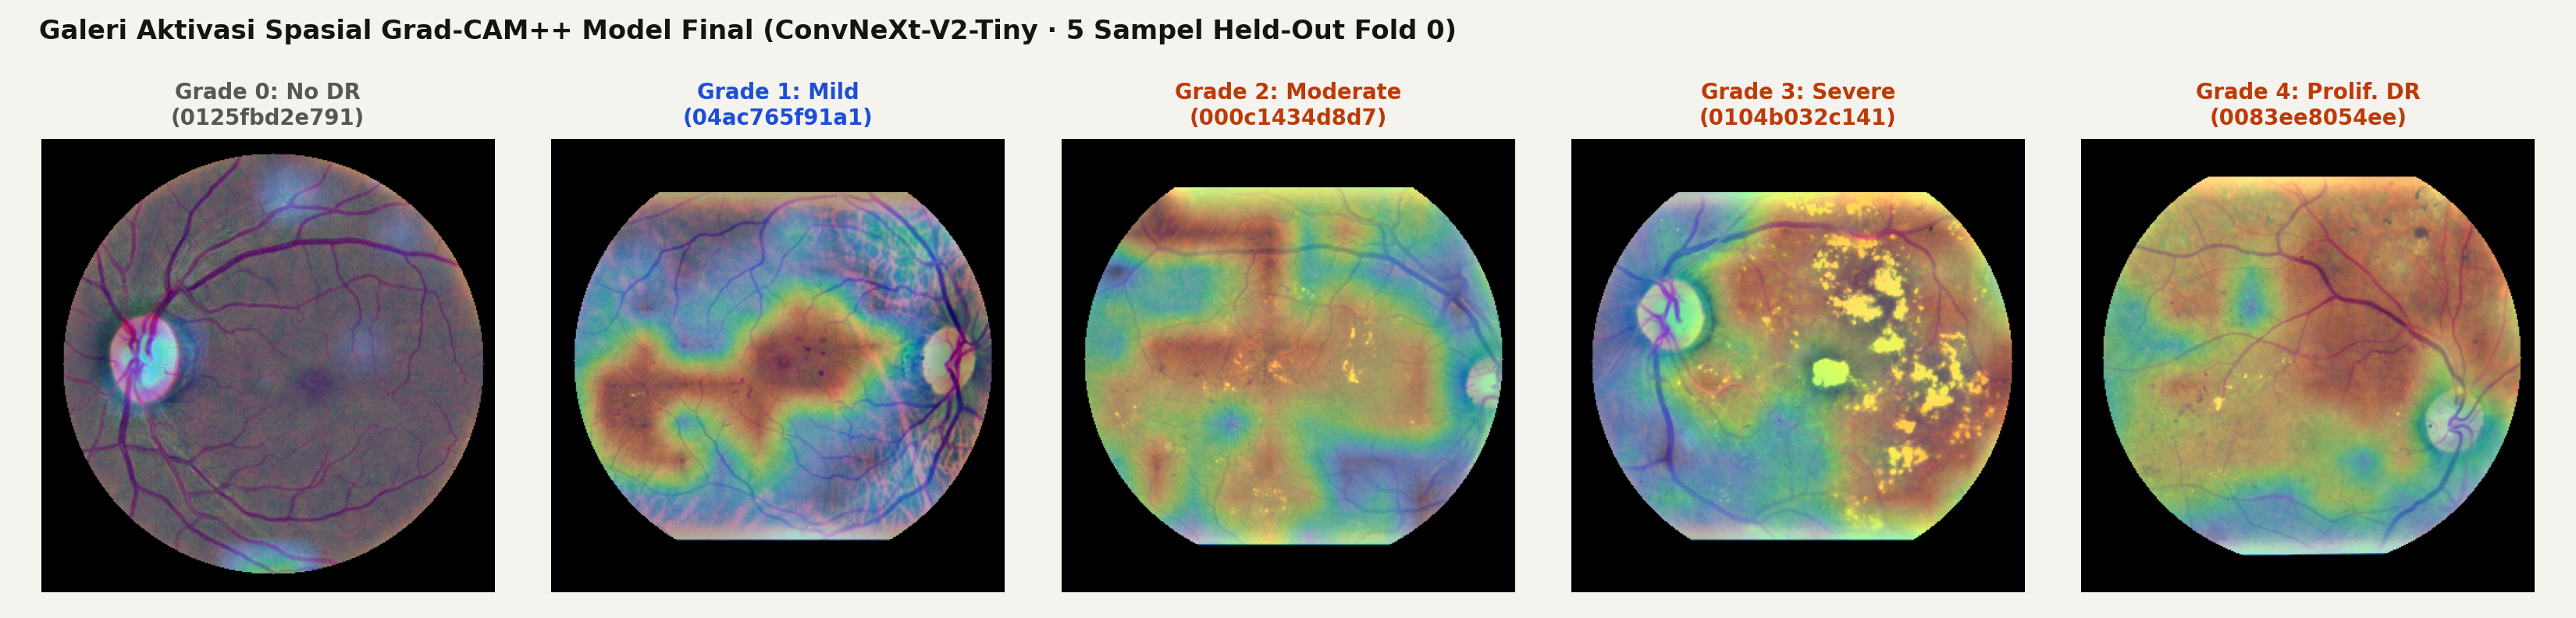 Galeri Aktivasi Spasial Grad-CAM++ Model Final (ConvNeXt-V2-Tiny · 5 Sampel Held-Out Fold 0)
Grade 0: No DR
(0125fbd2e791)
Grade 1: Mild
(04ac765f91a1)
Grade 2: Moderate
(000c1434d8d7)
Grade 3: Severe
(0104b032c141)
Grade 4: Prolif. DR
(0083ee8054ee)